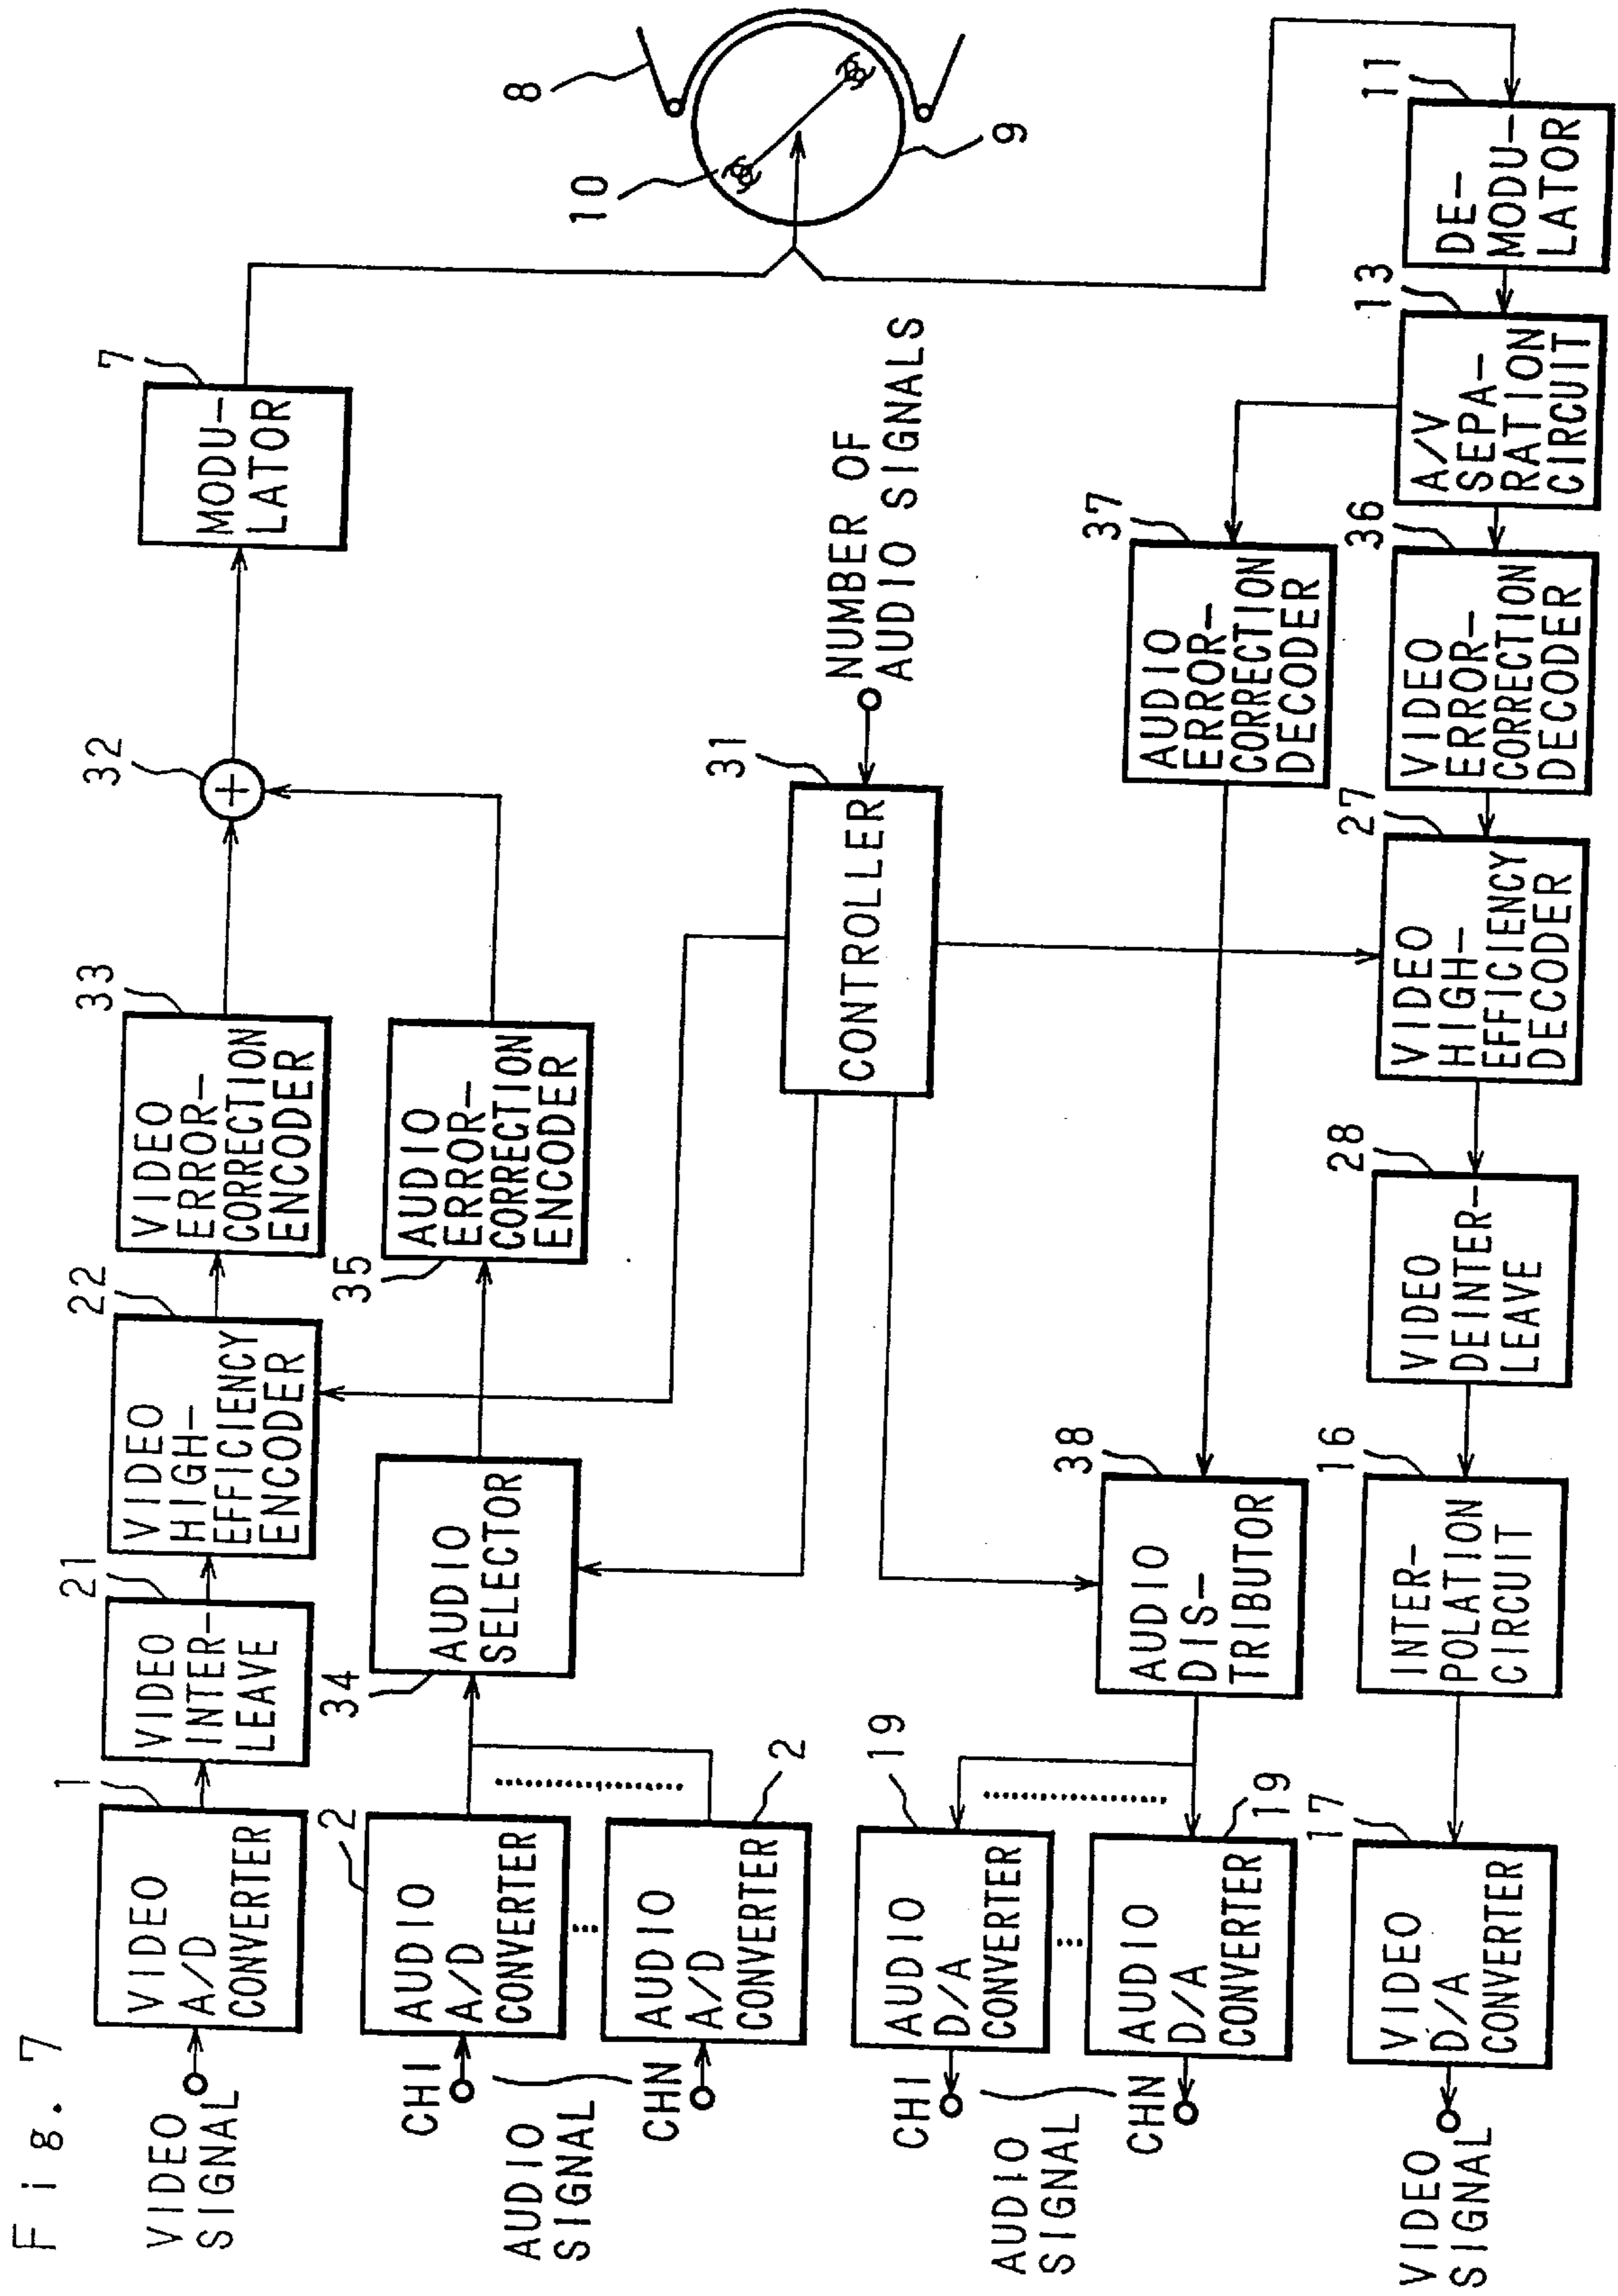 Fig. 7
VIDEO
SIGNAL
1
VIDEO
A/D
CONVERTER
21
VIDEO
INTER-
LEAVE
22
VIDEO
HIGH-
EFFICIENCY
ENCODER
33
VIDEO
ERROR-
CORRECTION
ENCODER
32
+
7
MODU-
LATOR
8
10
9
AUDIO
SIGNAL
CHI
CHN
2
AUDIO
A/D
CONVERTER
2
AUDIO
A/D
CONVERTER
34
AUDIO
SELECTOR
35
AUDIO
ERROR-
CORRECTION
ENCODER
31
CONTROLLER
NUMBER OF
AUDIO SIGNALS
AUDIO
SIGNAL
CHI
CHN
19
AUDIO
D/A
CONVERTER
19
AUDIO
D/A
CONVERTER
38
AUDIO
DIS-
TRIBUTOR
37
AUDIO
ERROR-
CORRECTION
DECODER
VIDEO
SIGNAL
17
VIDEO
D/A
CONVERTER
16
INTER-
POLATION
CIRCUIT
28
VIDEO
DEINTER-
LEAVE
27
VIDEO
HIGH-
EFFICIENCY
DECODER
36
VIDEO
ERROR-
CORRECTION
DECODER
13
A/V
SEPA-
RATION
CIRCUIT
11
DE-
MODU-
LATOR